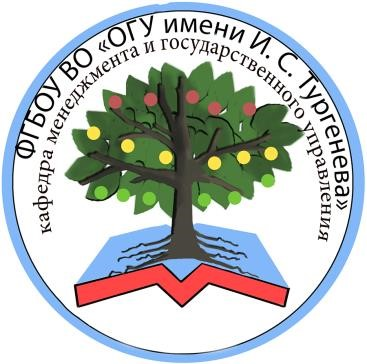 ФГБОУ ВО «ОГУ имени И. С. Тургенева»
кафедра менеджмента и государственного управления